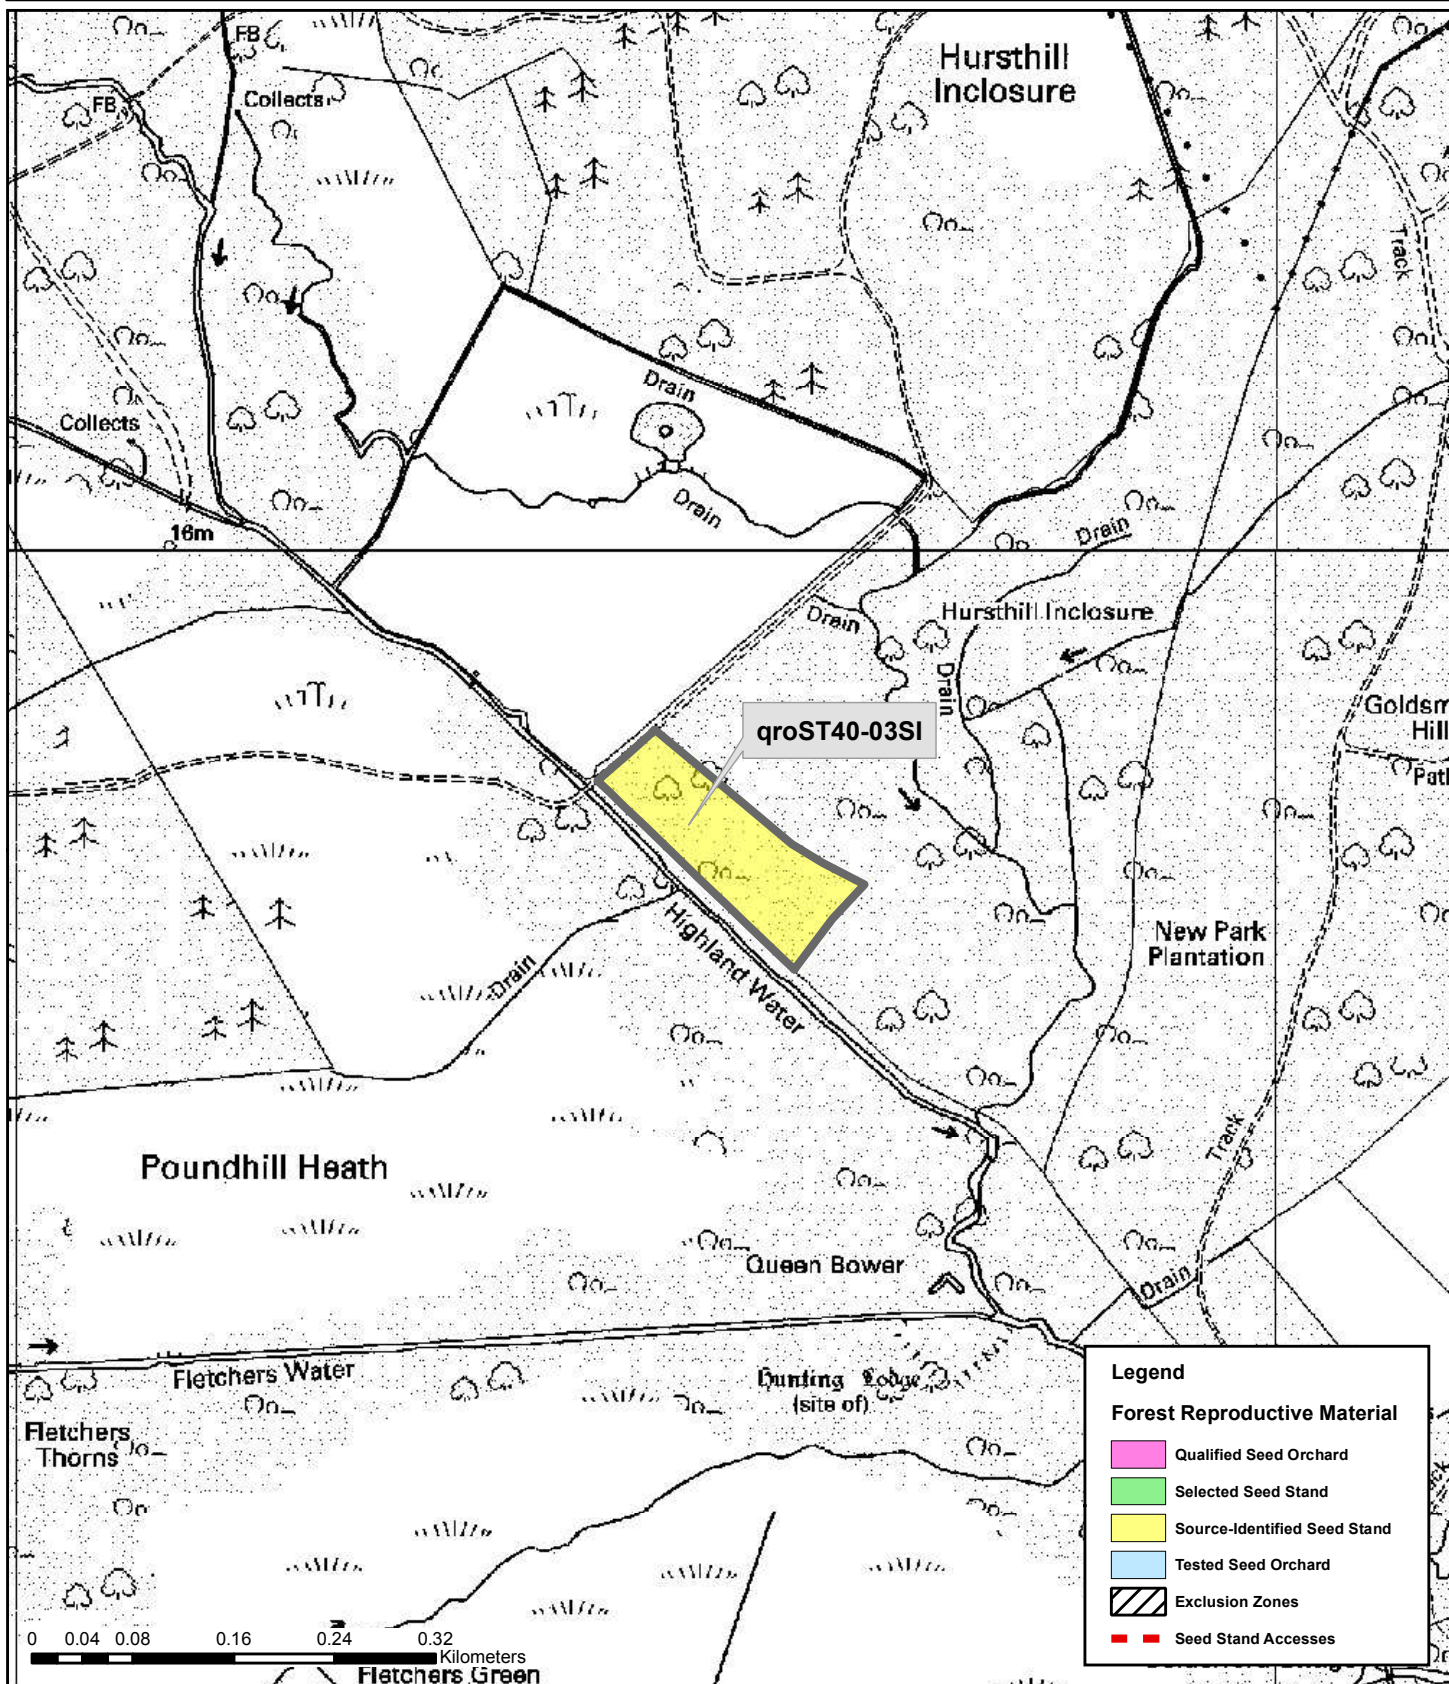 FB
Hursthill
Inclosure
FB
Collects
Track
Drain
Collects
Drain
16m
Drain
Drain
Hursthill Inclosure
Drain
Goldsm
Hill
qroST40-03SI
Path
Highland Water
New Park
Plantation
Drain
Track
Poundhill Heath
Queen Bower
Drain
Fletchers Water
Hunting Lodge
(site of)
Fletchers
Thorns
Legend
Forest Reproductive Material
Qualified Seed Orchard
Selected Seed Stand
Source-Identified Seed Stand
Tested Seed Orchard
Exclusion Zones
Seed Stand Accesses
0 0.04 0.08 0.16 0.24 0.32
Kilometers
Fletchers Green